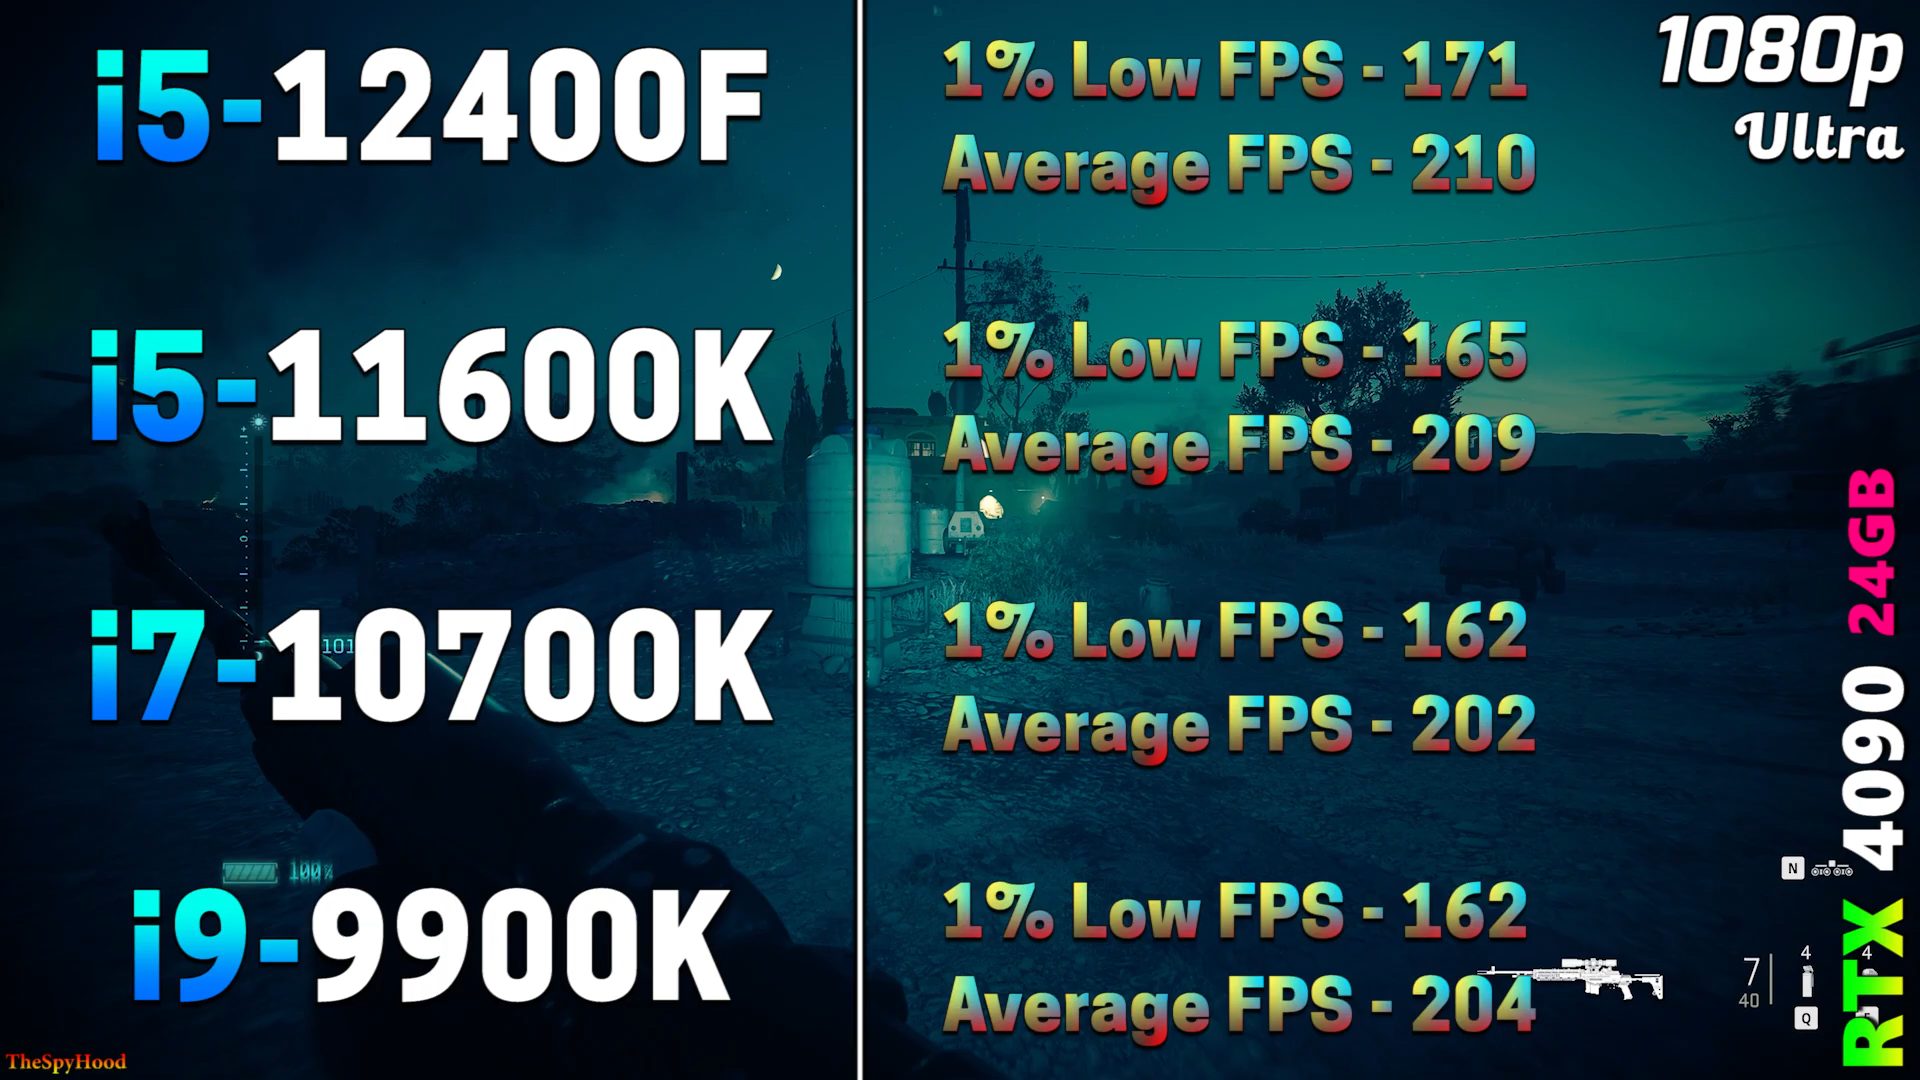 i5-12400F
1% Low FPS - 171
Average FPS - 210
1080p
Ultra
i5-11600K
1% Low FPS - 165
Average FPS - 209
i7-10700K
1% Low FPS - 162
Average FPS - 202
i9-9900K
1% Low FPS - 162
Average FPS - 204
RTX 4090 24GB
101
100%
N
7
40
4
4
Q
TheSpyHood